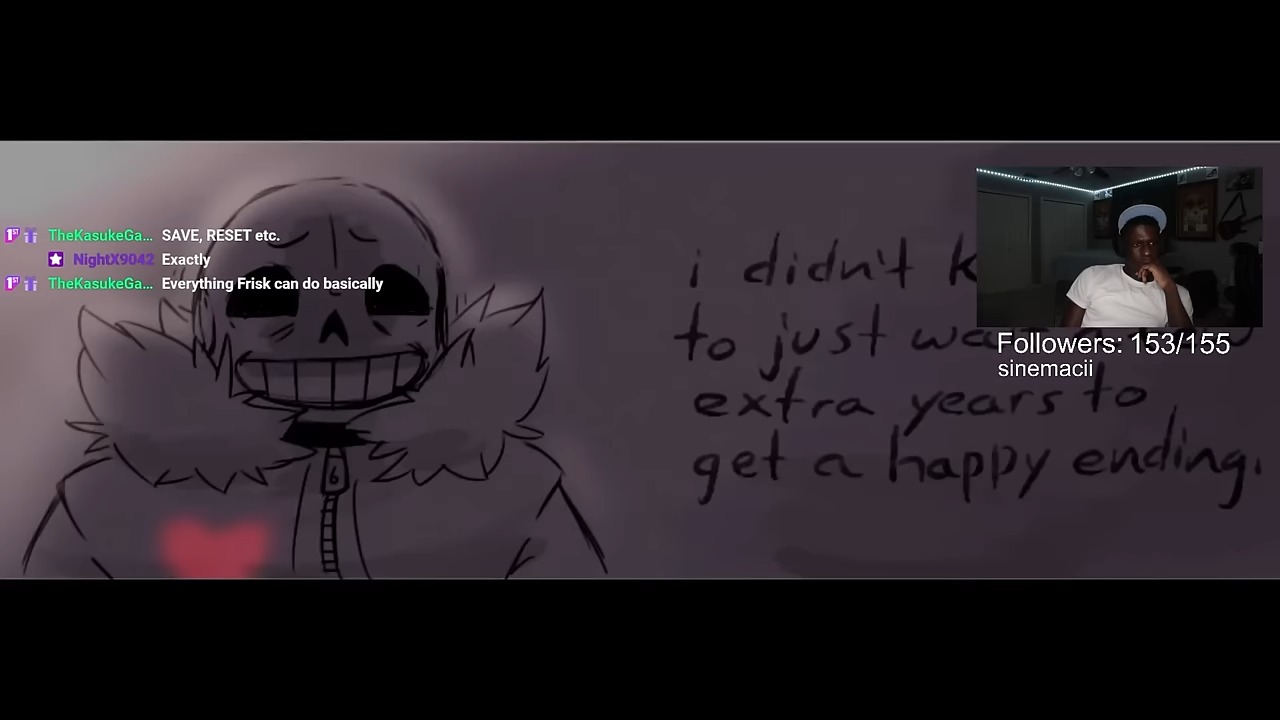 TheKasukeGa... SAVE, RESET etc.
NightX9042 Exactly
TheKasukeGa... Everything Frisk can do basically
i didn't
to just
extra years to
get a happy ending.
Followers: 153/155
sinemacii
6